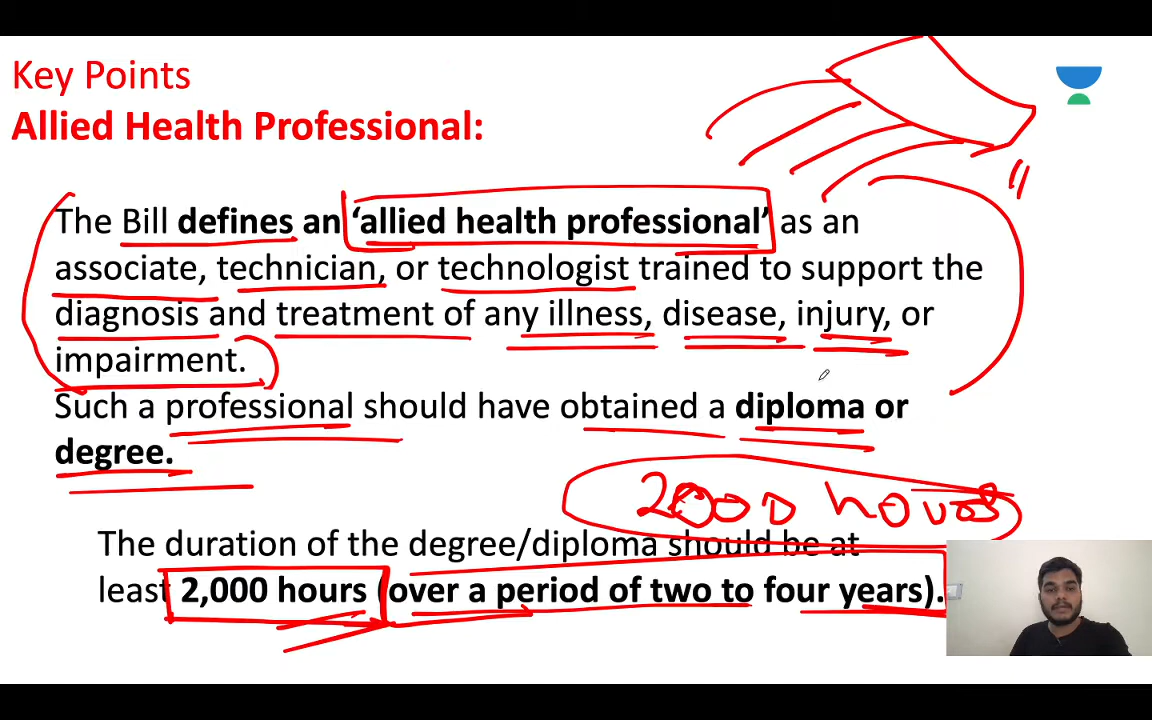 Key Points
Allied Health Professional:
The Bill defines an ‘allied health professional’ as an
associate, technician, or technologist trained to support the
diagnosis and treatment of any illness, disease, injury, or
impairment.
Such a professional should have obtained a diploma or
degree.
2000 hours
The duration of the degree/diploma should be at
least 2,000 hours (over a period of two to four years).